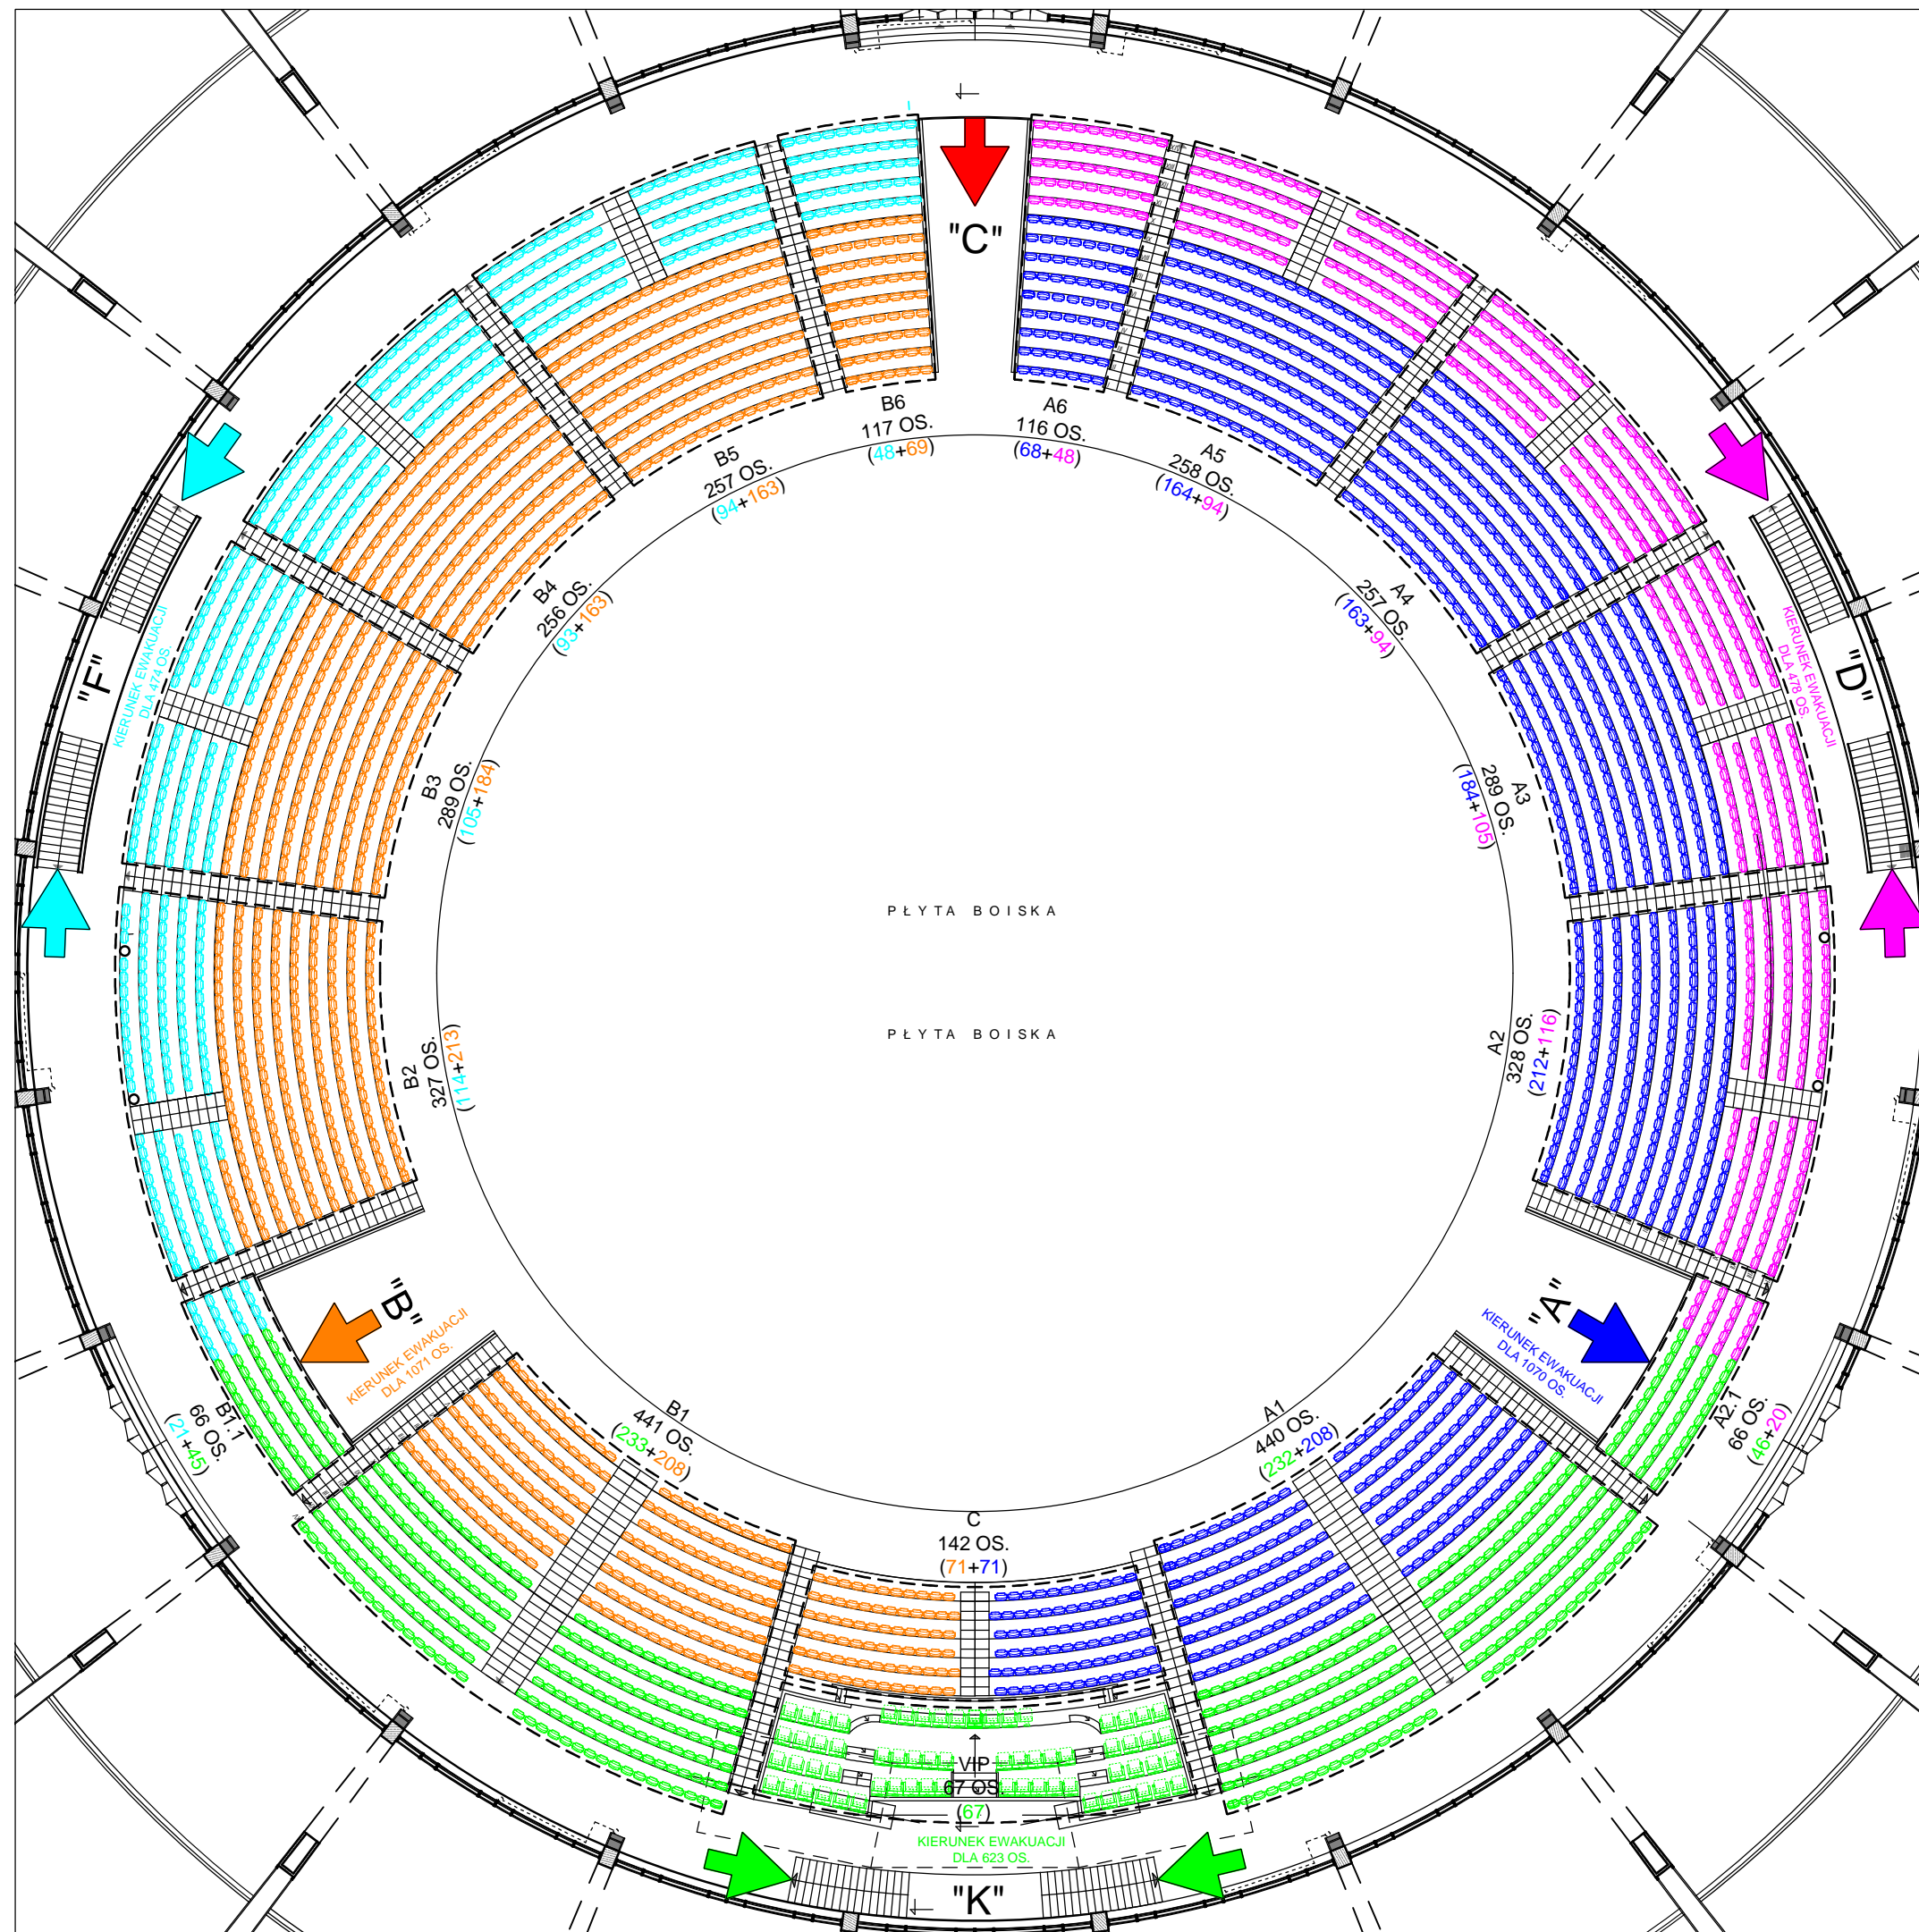 "C"
B6
117 OS.
(48+69)
A6
116 OS.
(68+48)
B5
257 OS.
(94+163)
A5
258 OS.
(164+94)
B4
256 OS.
(93+163)
A4
257 OS.
(163+94)
"F"
KIERUNEK EWAKUACJI
DLA 474 OS.
"D"
KIERUNEK EWAKUACJI
DLA 478 OS.
B3
289 OS.
(105+184)
A3
289 OS.
(184+105)
PŁYTA BOISKA
PŁYTA BOISKA
B2
327 OS.
(114+213)
A2
328 OS.
(212+116)
"B"
KIERUNEK EWAKUACJI
DLA 1071 OS.
"A"
KIERUNEK EWAKUACJI
DLA 1070 OS.
B1.1
66 OS.
(21+45)
B1
441 OS.
(233+208)
A1
440 OS.
(232+208)
A2.1
66 OS.
(46+20)
C
142 OS.
(71+71)
VIP
67 OS.
(67)
KIERUNEK EWAKUACJI
DLA 623 OS.
"K"